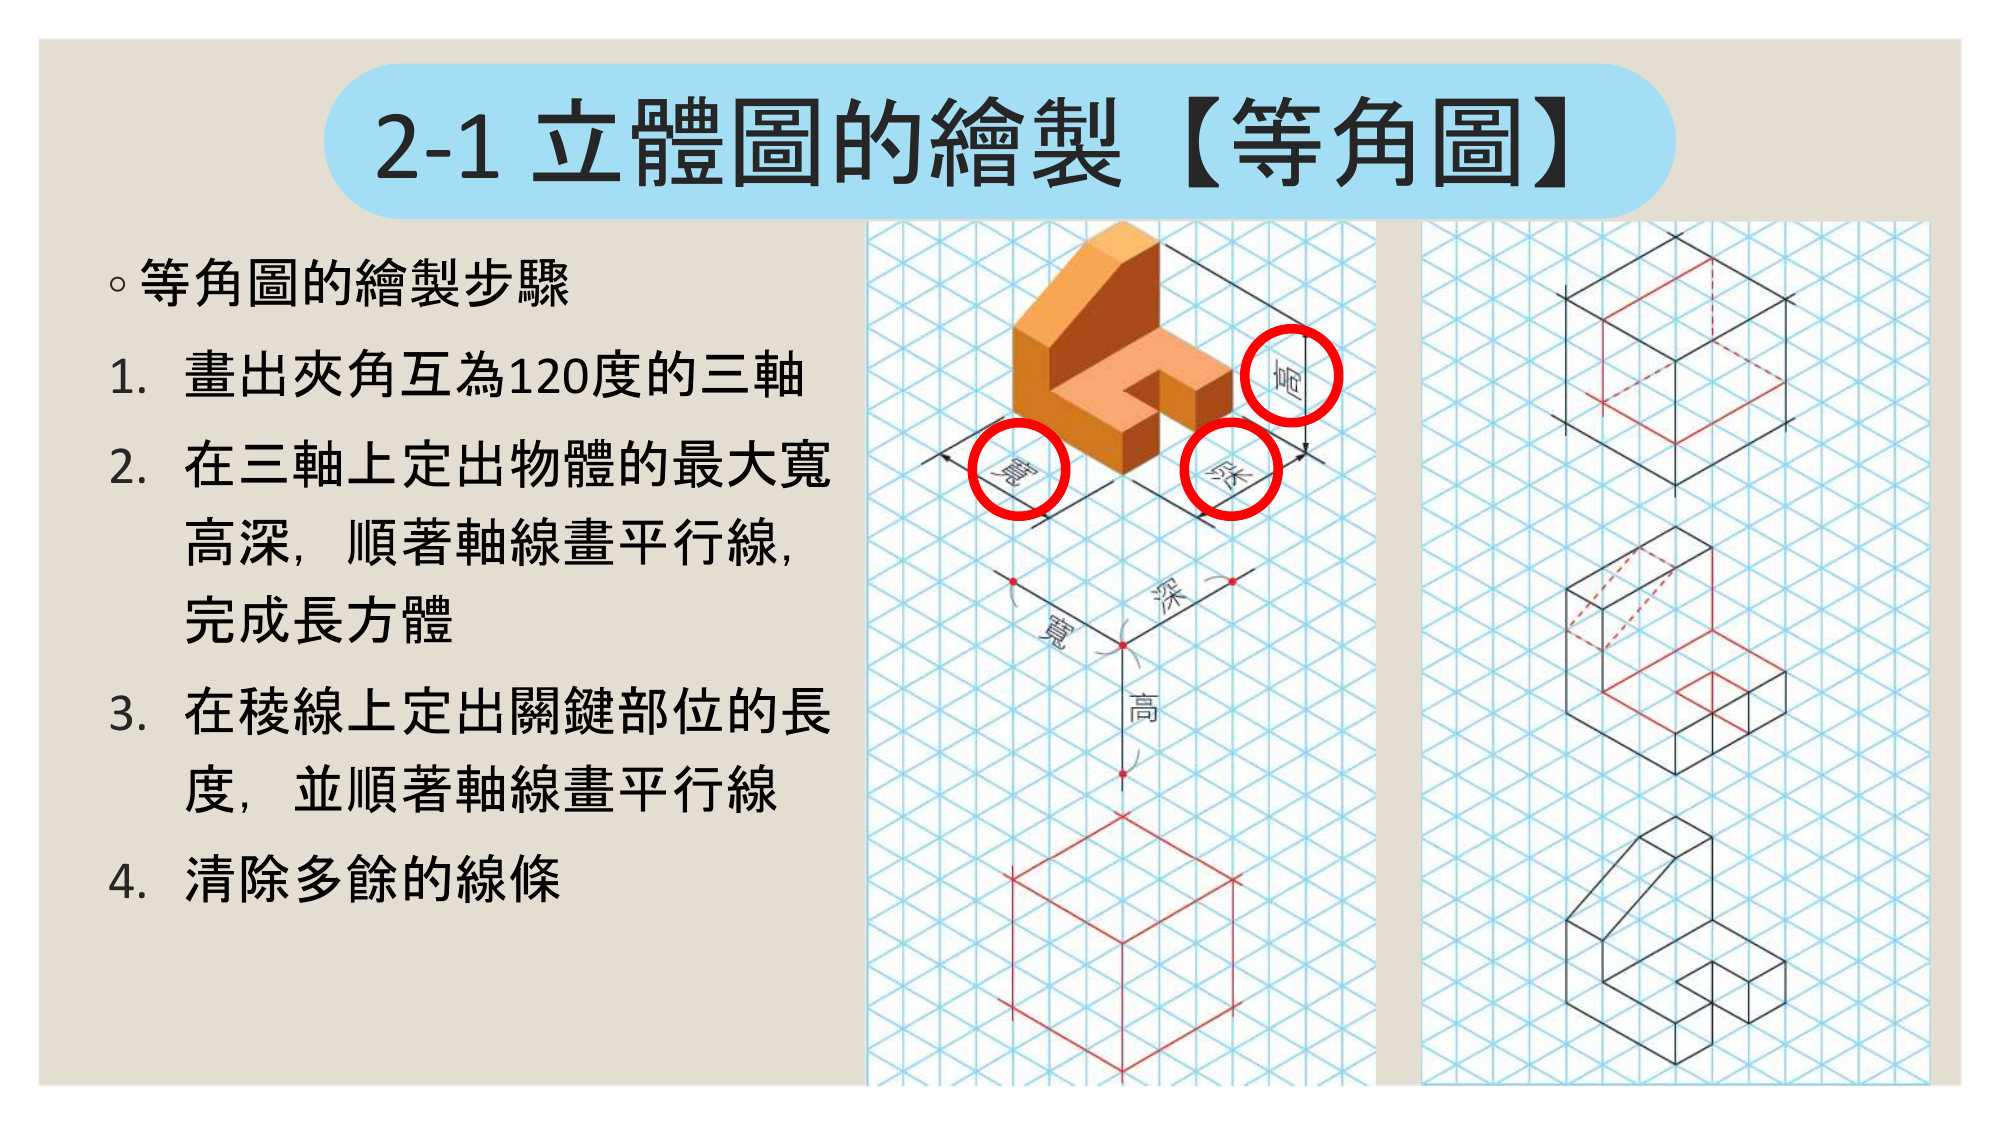 2-1 立體圖的繪製【等角圖】
◦ 等角圖的繪製步驟
1. 畫出夾角互為120度的三軸
2. 在三軸上定出物體的最大寬
高深，順著軸線畫平行線，
完成長方體
3. 在稜線上定出關鍵部位的長
度，並順著軸線畫平行線
4. 清除多餘的線條
高
寬
深
深
寬
高